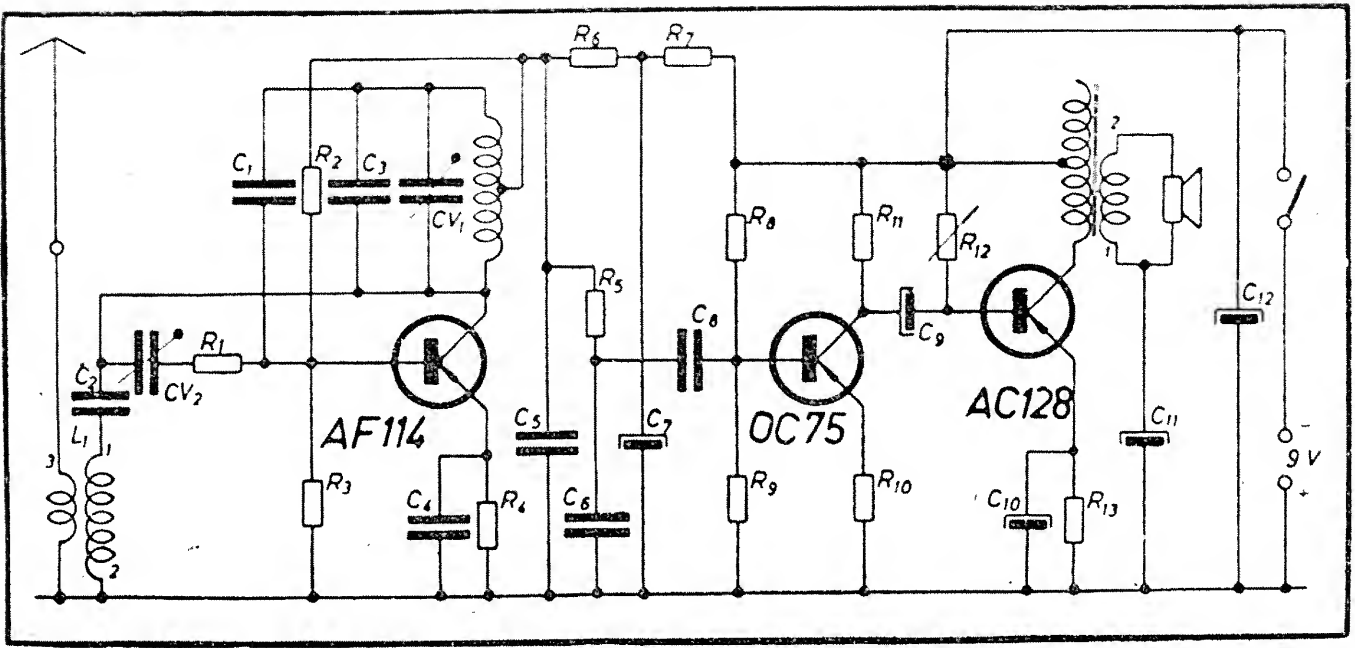 R6
R7
2
C1
R2
C3
CV1
R8
R11
R12
1
R5
C8
C9
C12
R1
C2
CV2
AF114
OC75
AC128
L1
1
3
C5
C7
C11
−
9 V
+
C4
R4
R3
C6
R9
R10
C10
R13
2